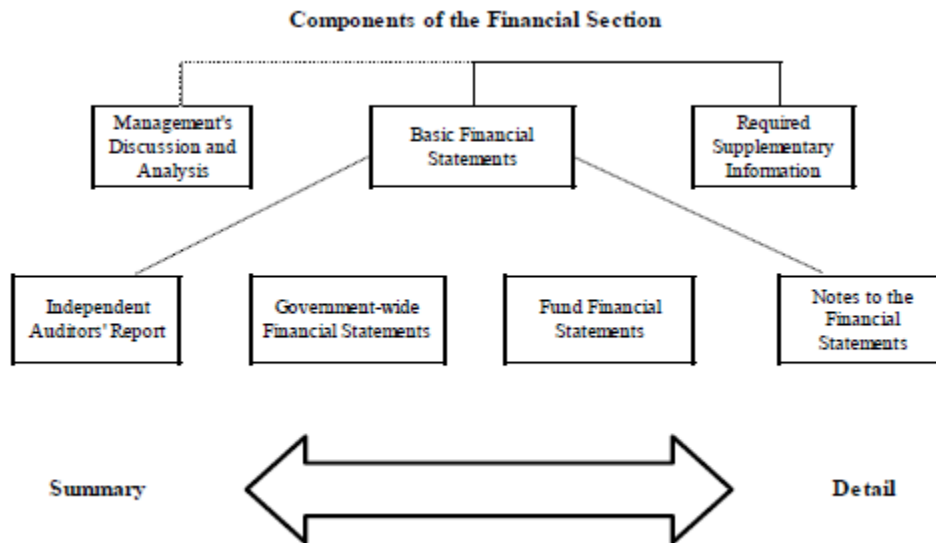 Components of the Financial Section
Management's
Discussion and
Analysis
Basic Financial
Statements
Required
Supplementary
Information
Independent
Auditors' Report
Government-wide
Financial Statements
Fund Financial
Statements
Notes to the
Financial
Statements
Summary
Detail